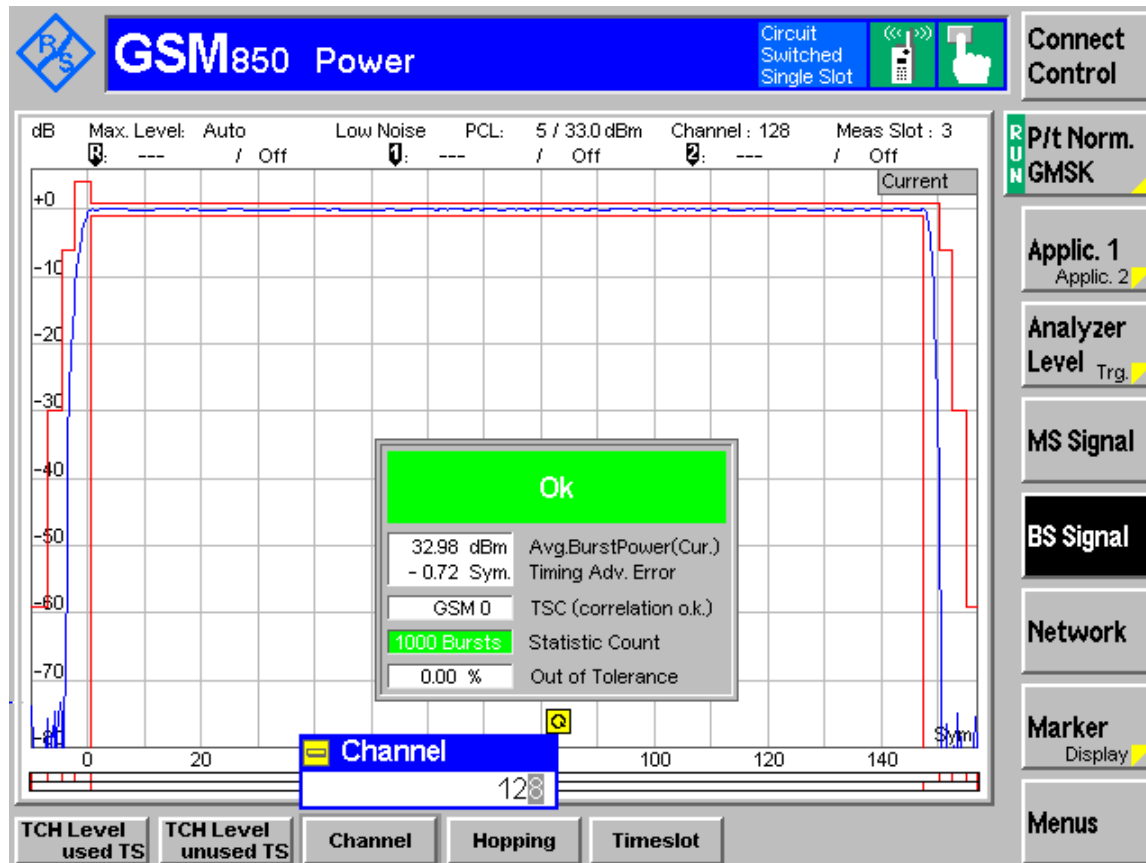 R/S
GSM850 Power
Circuit
Switched
Single Slot
Connect
Control
dB Max. Level: Auto Low Noise PCL: 5 / 33.0 dBm Channel : 128 Meas Slot : 3
R: --- / Off 1: --- / Off 2: --- / Off
RUN
P/t Norm.
GMSK
Current
+0
-10
-20
-30
-40
-50
-60
-70
-80
Applic. 1
Applic. 2
Analyzer
Level Trg.
MS Signal
BS Signal
Network
Marker
Display
Menus
Ok
32.98 dBm Avg.BurstPower(Cur.)
- 0.72 Sym. Timing Adv. Error
GSM 0 TSC (correlation o.k.)
1000 Bursts Statistic Count
0.00 % Out of Tolerance
Sym
0 20 100 120 140
Channel
128
TCH Level
used TS
TCH Level
unused TS
Channel
Hopping
Timeslot